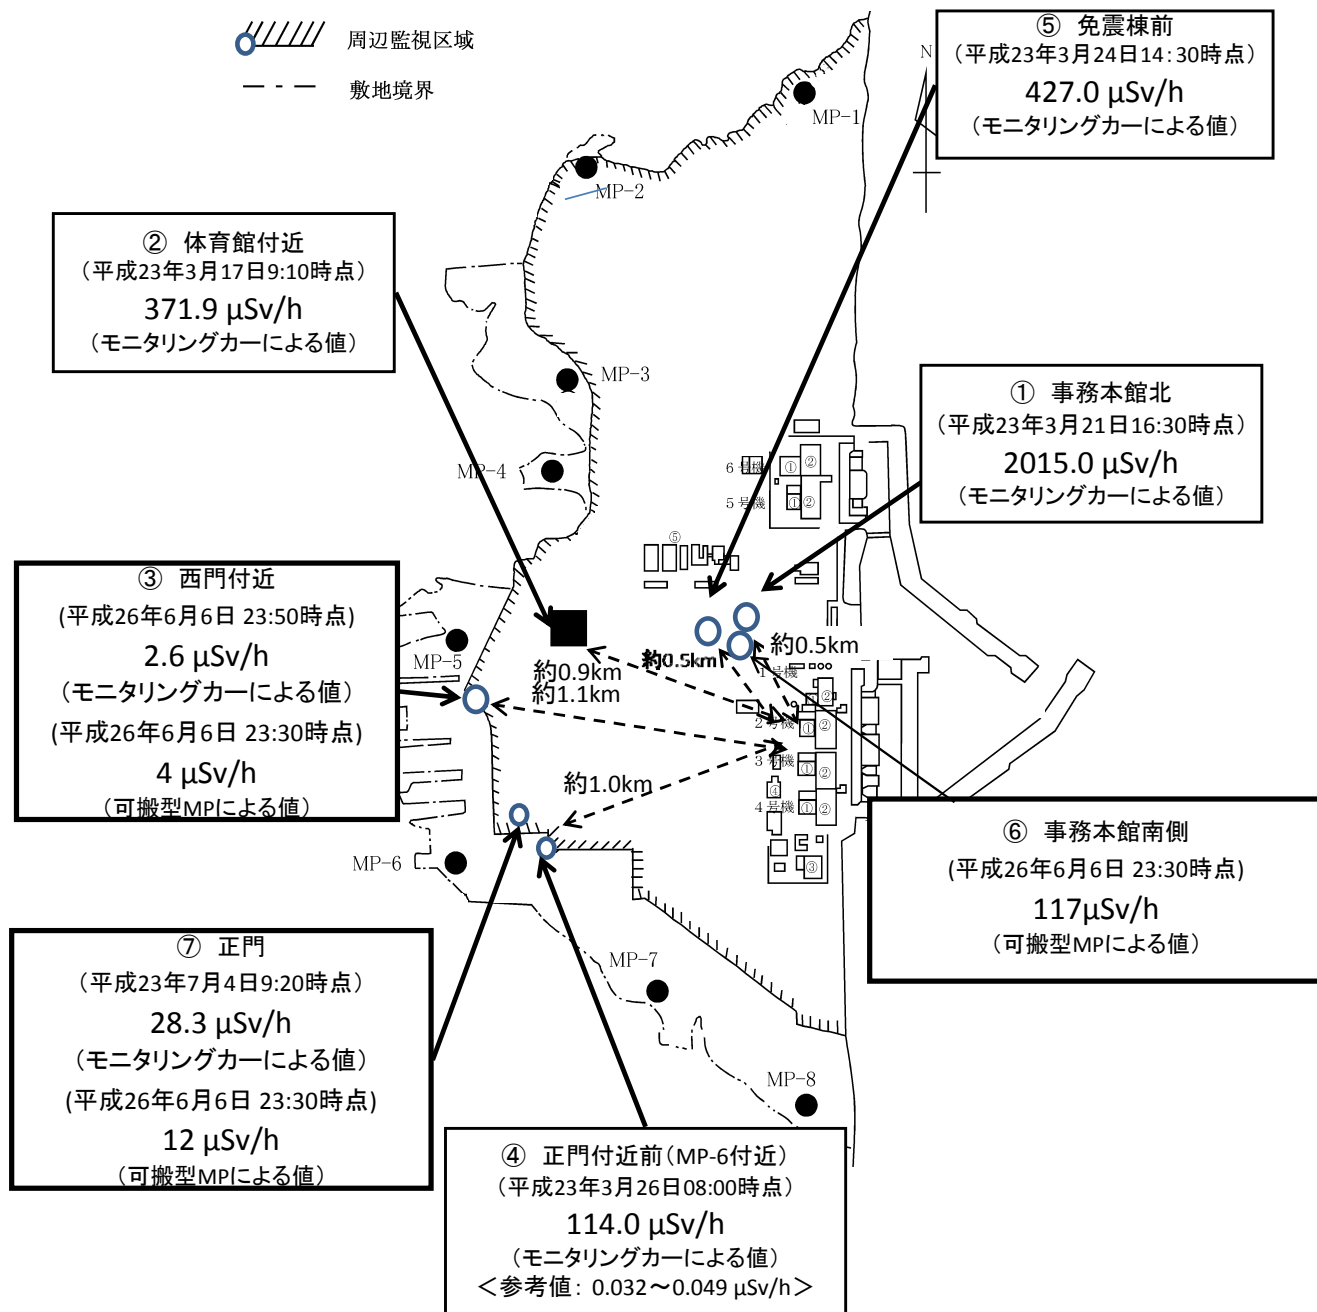 周辺監視区域
敷地境界
⑤ 免震棟前
（平成23年3月24日14:30時点）
427.0 μSv/h
（モニタリングカーによる値）
N
MP-1
MP-2
② 体育館付近
（平成23年3月17日9:10時点）
371.9 μSv/h
（モニタリングカーによる値）
MP-3
① 事務本館北
（平成23年3月21日16:30時点）
2015.0 μSv/h
（モニタリングカーによる値）
MP-4
6号機
① ②
5号機
① ②
⑤
③ 西門付近
(平成26年6月6日 23:50時点)
2.6 μSv/h
（モニタリングカーによる値）
(平成26年6月6日 23:30時点)
4 μSv/h
（可搬型MPによる値）
MP-5
約0.9km
約1.1km
約0.5km
約0.5km
1号機
②
2号機
① ②
3号機
① ②
約1.0km
④
4号機
① ②
③
MP-6
⑥ 事務本館南側
(平成26年6月6日 23:30時点)
117μSv/h
（可搬型MPによる値）
⑦ 正門
（平成23年7月4日9:20時点）
28.3 μSv/h
（モニタリングカーによる値）
(平成26年6月6日 23:30時点)
12 μSv/h
（可搬型MPによる値）
MP-7
MP-8
④ 正門付近前（MP-6付近）
（平成23年3月26日08:00時点）
114.0 μSv/h
（モニタリングカーによる値）
＜参考値：0.032～0.049 μSv/h＞